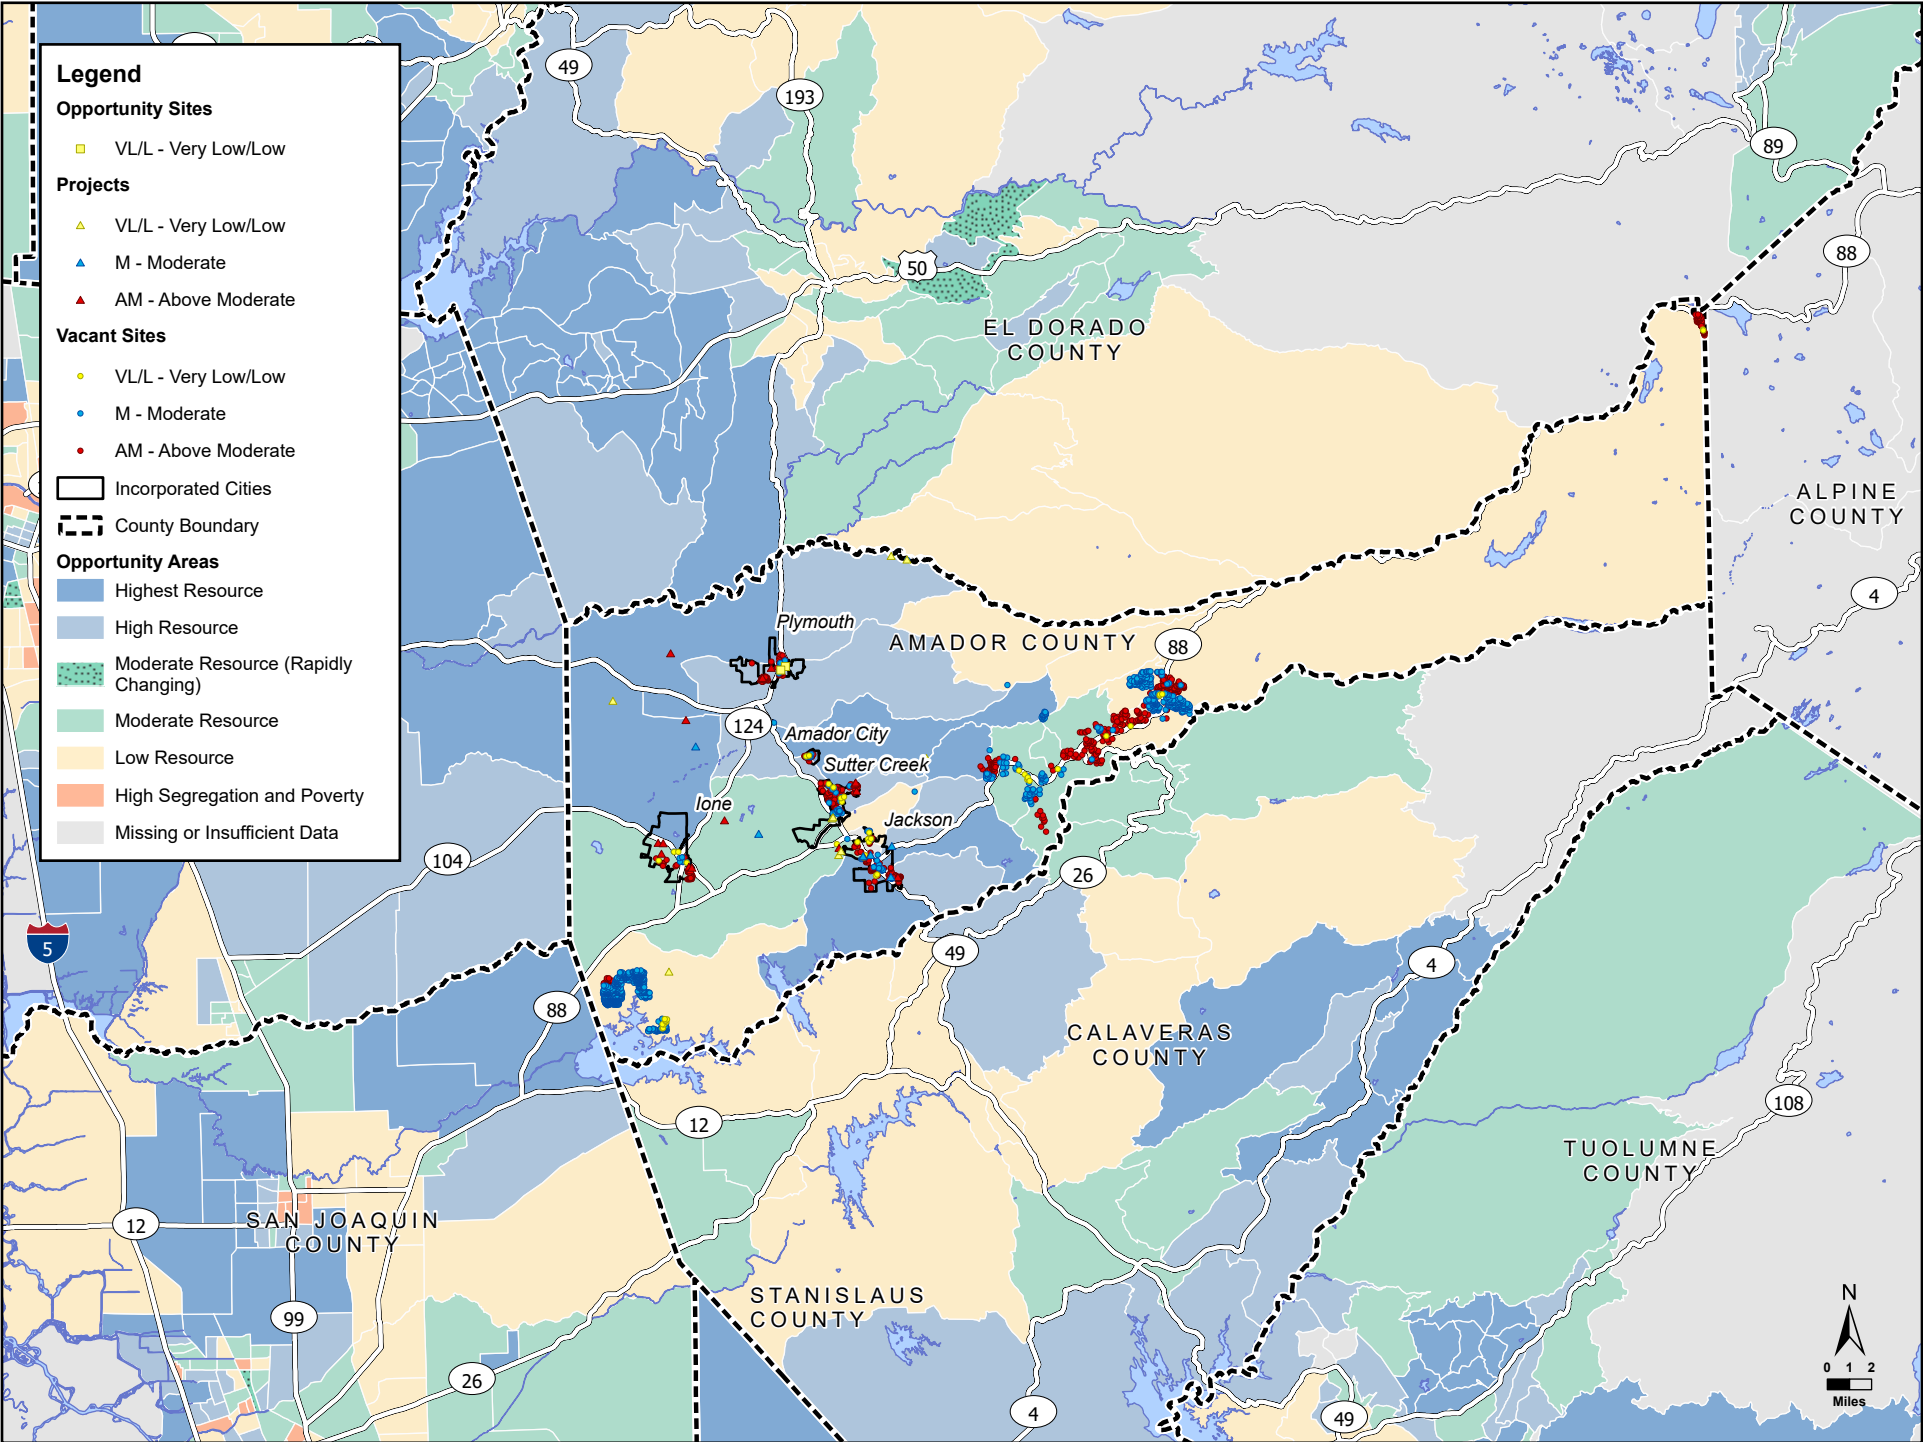 Legend
Opportunity Sites
VL/L - Very Low/Low
Projects
VL/L - Very Low/Low
M - Moderate
AM - Above Moderate
Vacant Sites
VL/L - Very Low/Low
M - Moderate
AM - Above Moderate
Incorporated Cities
County Boundary
Opportunity Areas
Highest Resource
High Resource
Moderate Resource (Rapidly
Changing)
Moderate Resource
Low Resource
High Segregation and Poverty
Missing or Insufficient Data
49
193
89
88
50
EL DORADO
COUNTY
ALPINE
COUNTY
4
Plymouth
AMADOR COUNTY
88
124
Amador City
Sutter Creek
Ione
Jackson
104
26
5
49
4
88
CALAVERAS
COUNTY
108
12
TUOLUMNE
COUNTY
12
SAN JOAQUIN
COUNTY
99
STANISLAUS
COUNTY
26
4
49
N
0 1 2
Miles